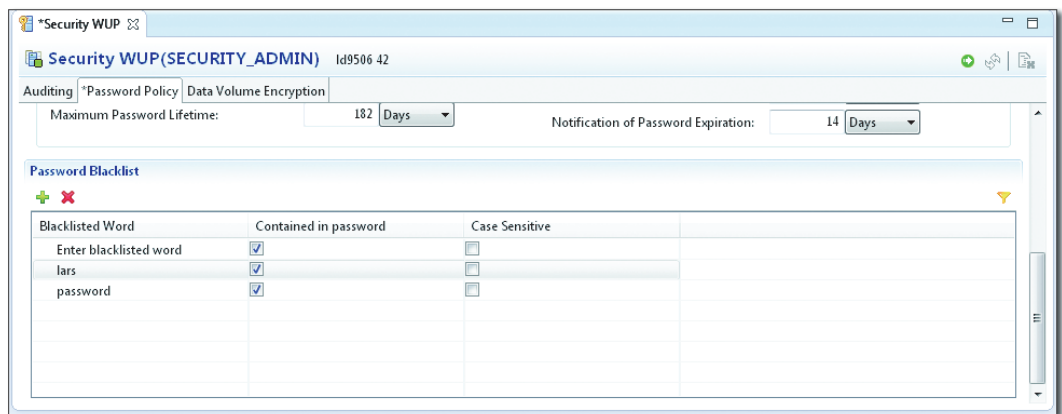 *Security WUP
Security WUP(SECURITY_ADMIN) ld9506 42
Auditing *Password Policy Data Volume Encryption
Maximum Password Lifetime: 182 Days Notification of Password Expiration: 14 Days
Password Blacklist
Blacklisted Word Contained in password Case Sensitive
Enter blacklisted word
lars
password